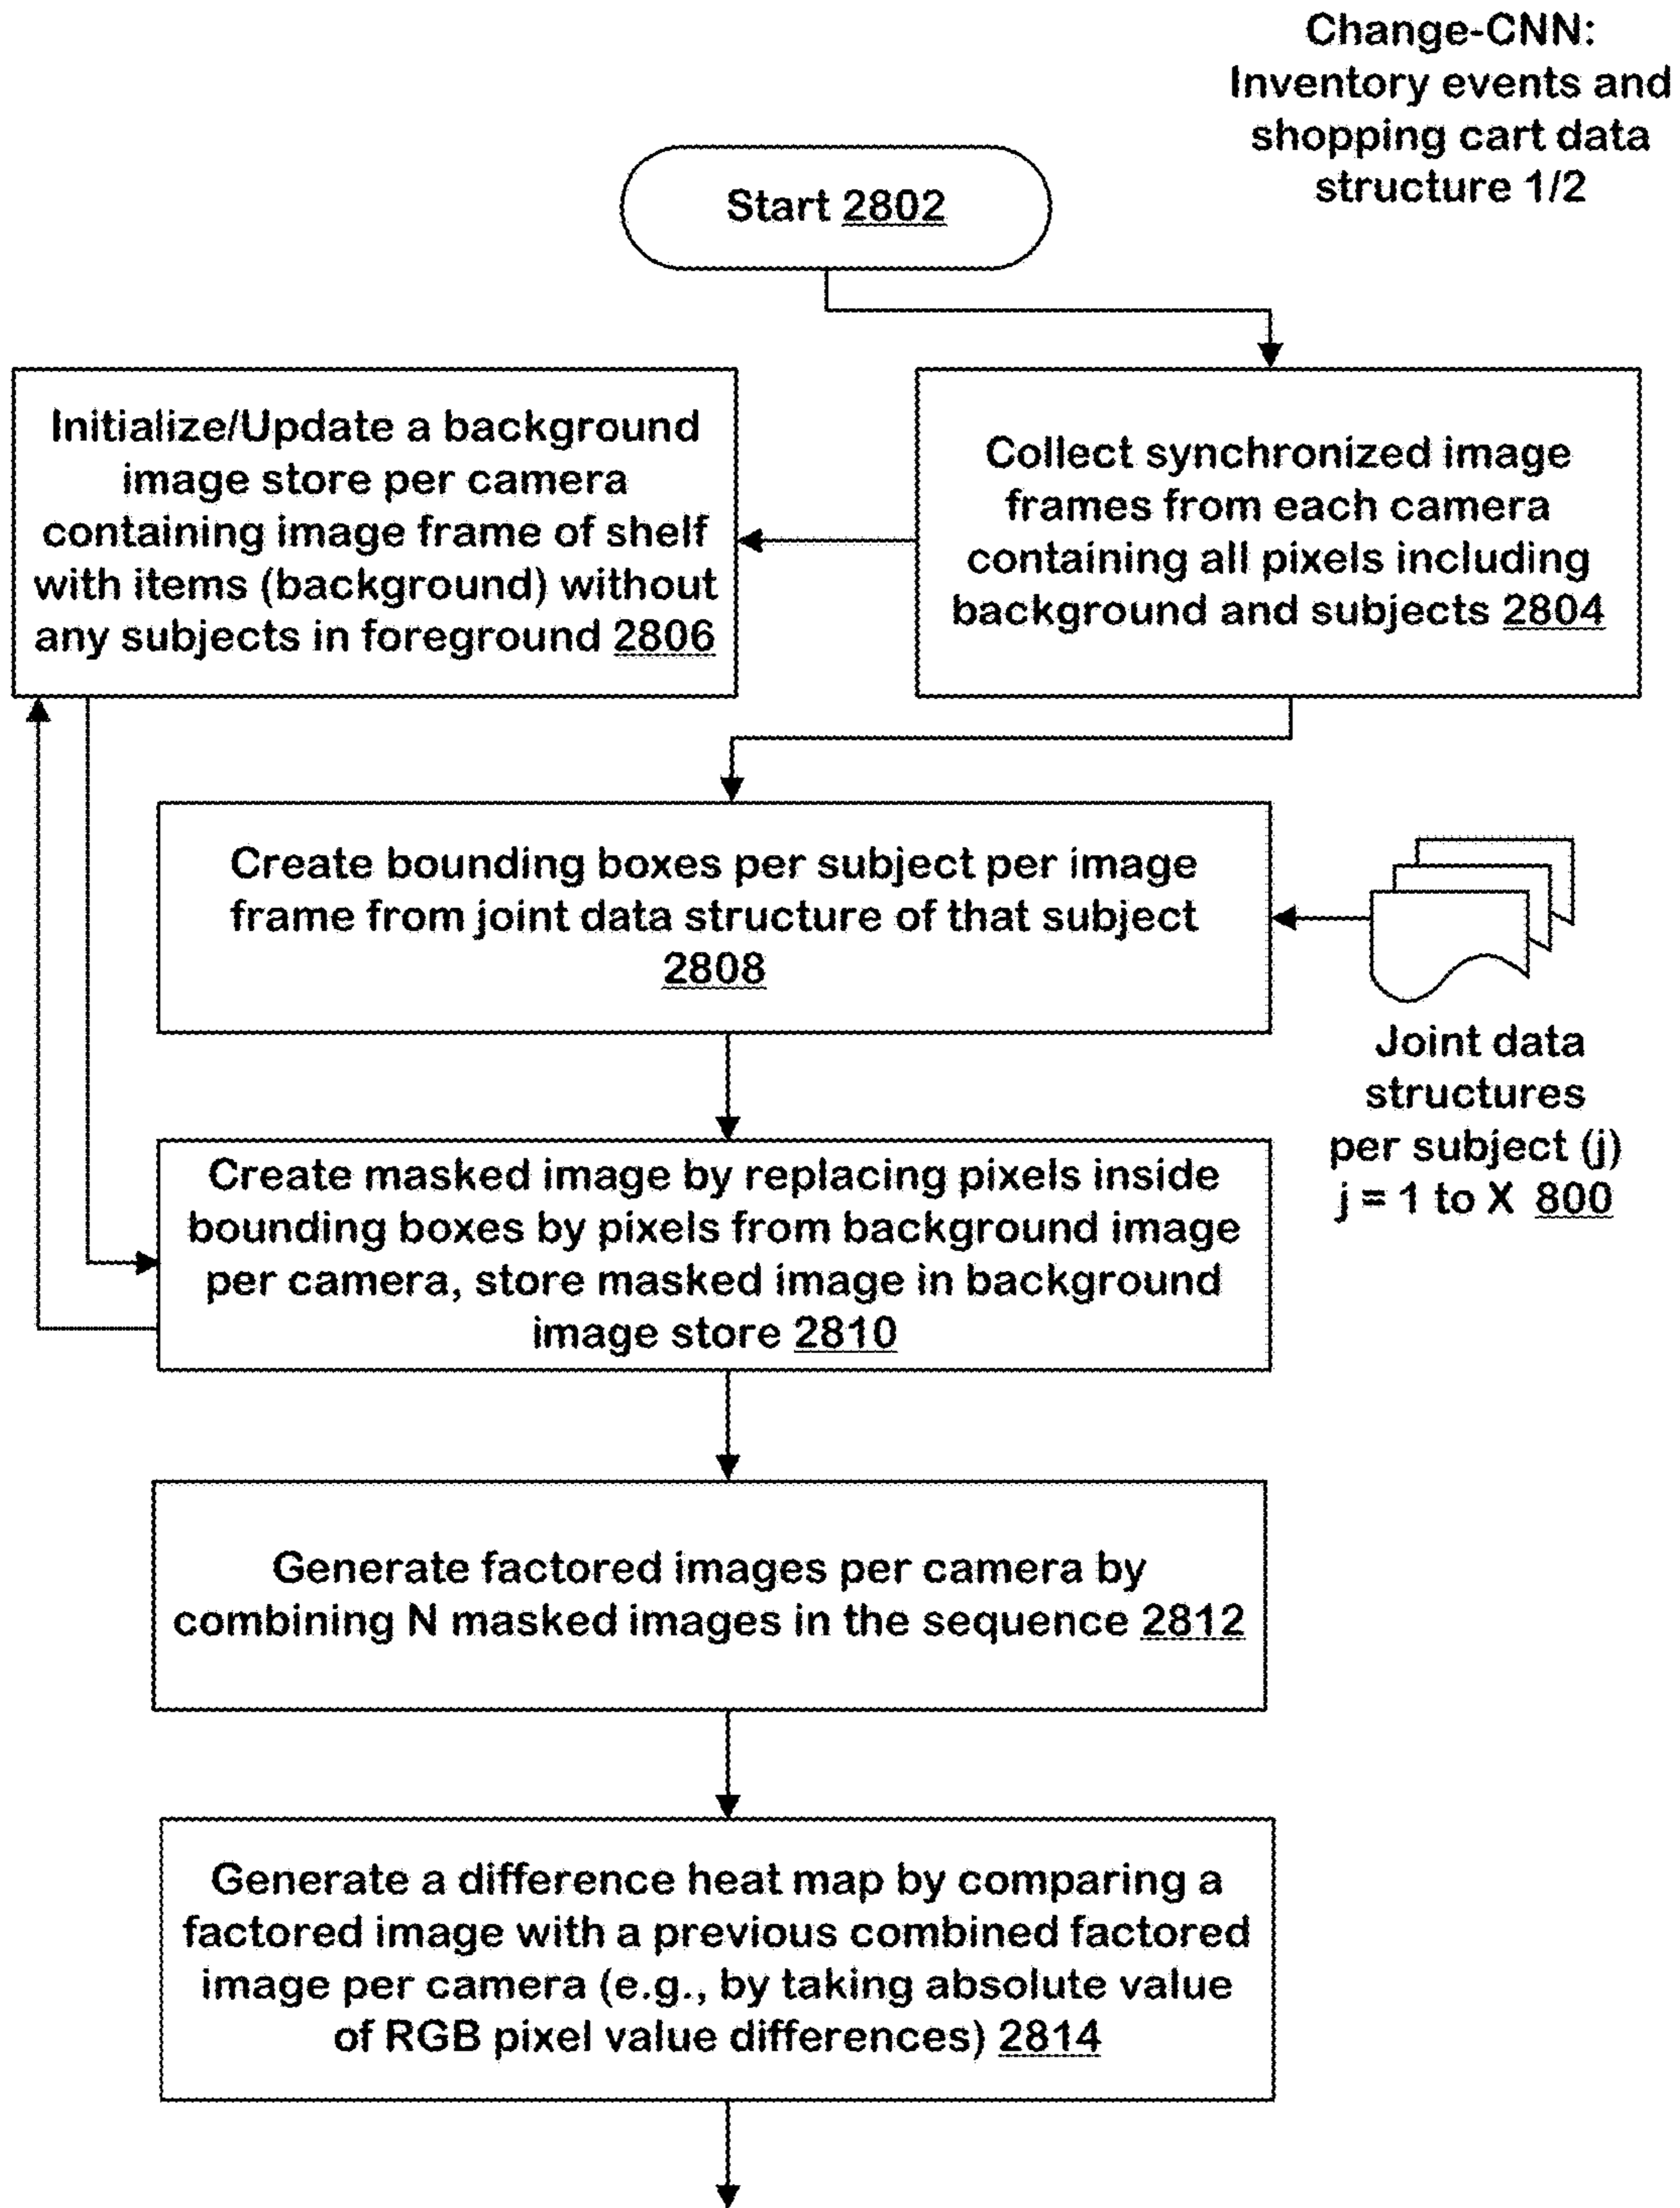 Change-CNN:
Inventory events and
shopping cart data
structure 1/2
Start 2802
Initialize/Update a background
image store per camera
containing image frame of shelf
with items (background) without
any subjects in foreground 2806
Collect synchronized image
frames from each camera
containing all pixels including
background and subjects 2804
Create bounding boxes per subject per image
frame from joint data structure of that subject
2808
Joint data
structures
per subject (j)
j = 1 to X 800
Create masked image by replacing pixels inside
bounding boxes by pixels from background image
per camera, store masked image in background
image store 2810
Generate factored images per camera by
combining N masked images in the sequence 2812
Generate a difference heat map by comparing a
factored image with a previous combined factored
image per camera (e.g., by taking absolute value
of RGB pixel value differences) 2814